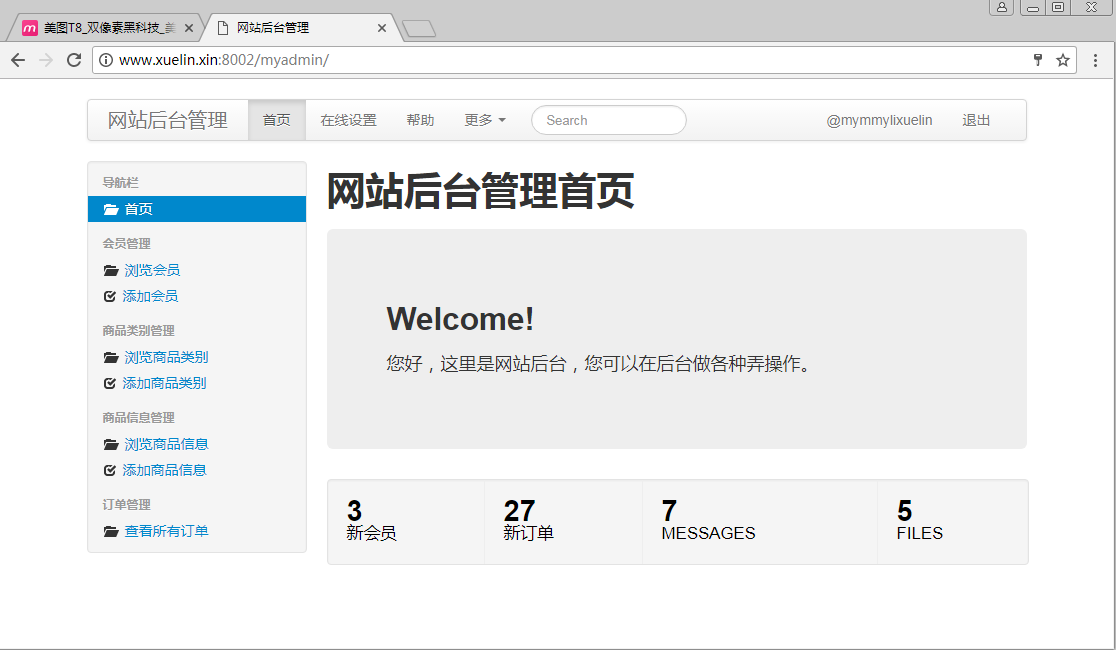 美图T8_双像素黑科技_美
网站后台管理
www.xuelin.xin:8002/myadmin/
网站后台管理 首页 在线设置 帮助 更多 Search @mymmylixuelin 退出
导航栏
首页
会员管理
浏览会员
添加会员
商品类别管理
浏览商品类别
添加商品类别
商品信息管理
浏览商品信息
添加商品信息
订单管理
查看所有订单
网站后台管理首页
Welcome!
您好，这里是网站后台，您可以在后台做各种弄操作。
3
新会员
27
新订单
7
MESSAGES
5
FILES